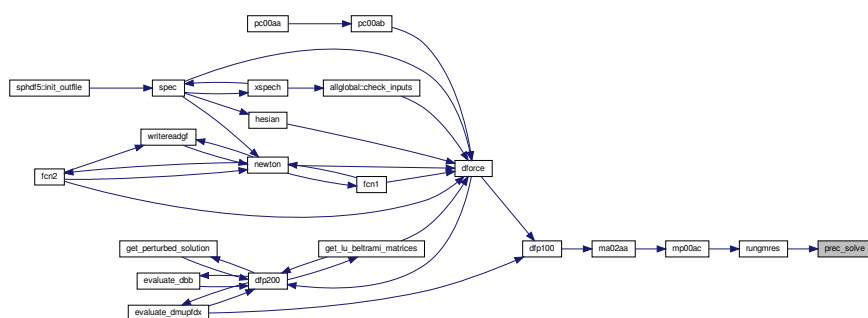 pc00aa
pc00ab
sphdf5::init_outfile
spec
xspech
allglobal::check_inputs
hesian
writereadgf
newton
dforce
fcn2
fcn1
get_perturbed_solution
get_lu_beltrami_matrices
dfp100
ma02aa
mp00ac
rungmres
prec_solve
evaluate_dbb
dfp200
evaluate_dmupfdx